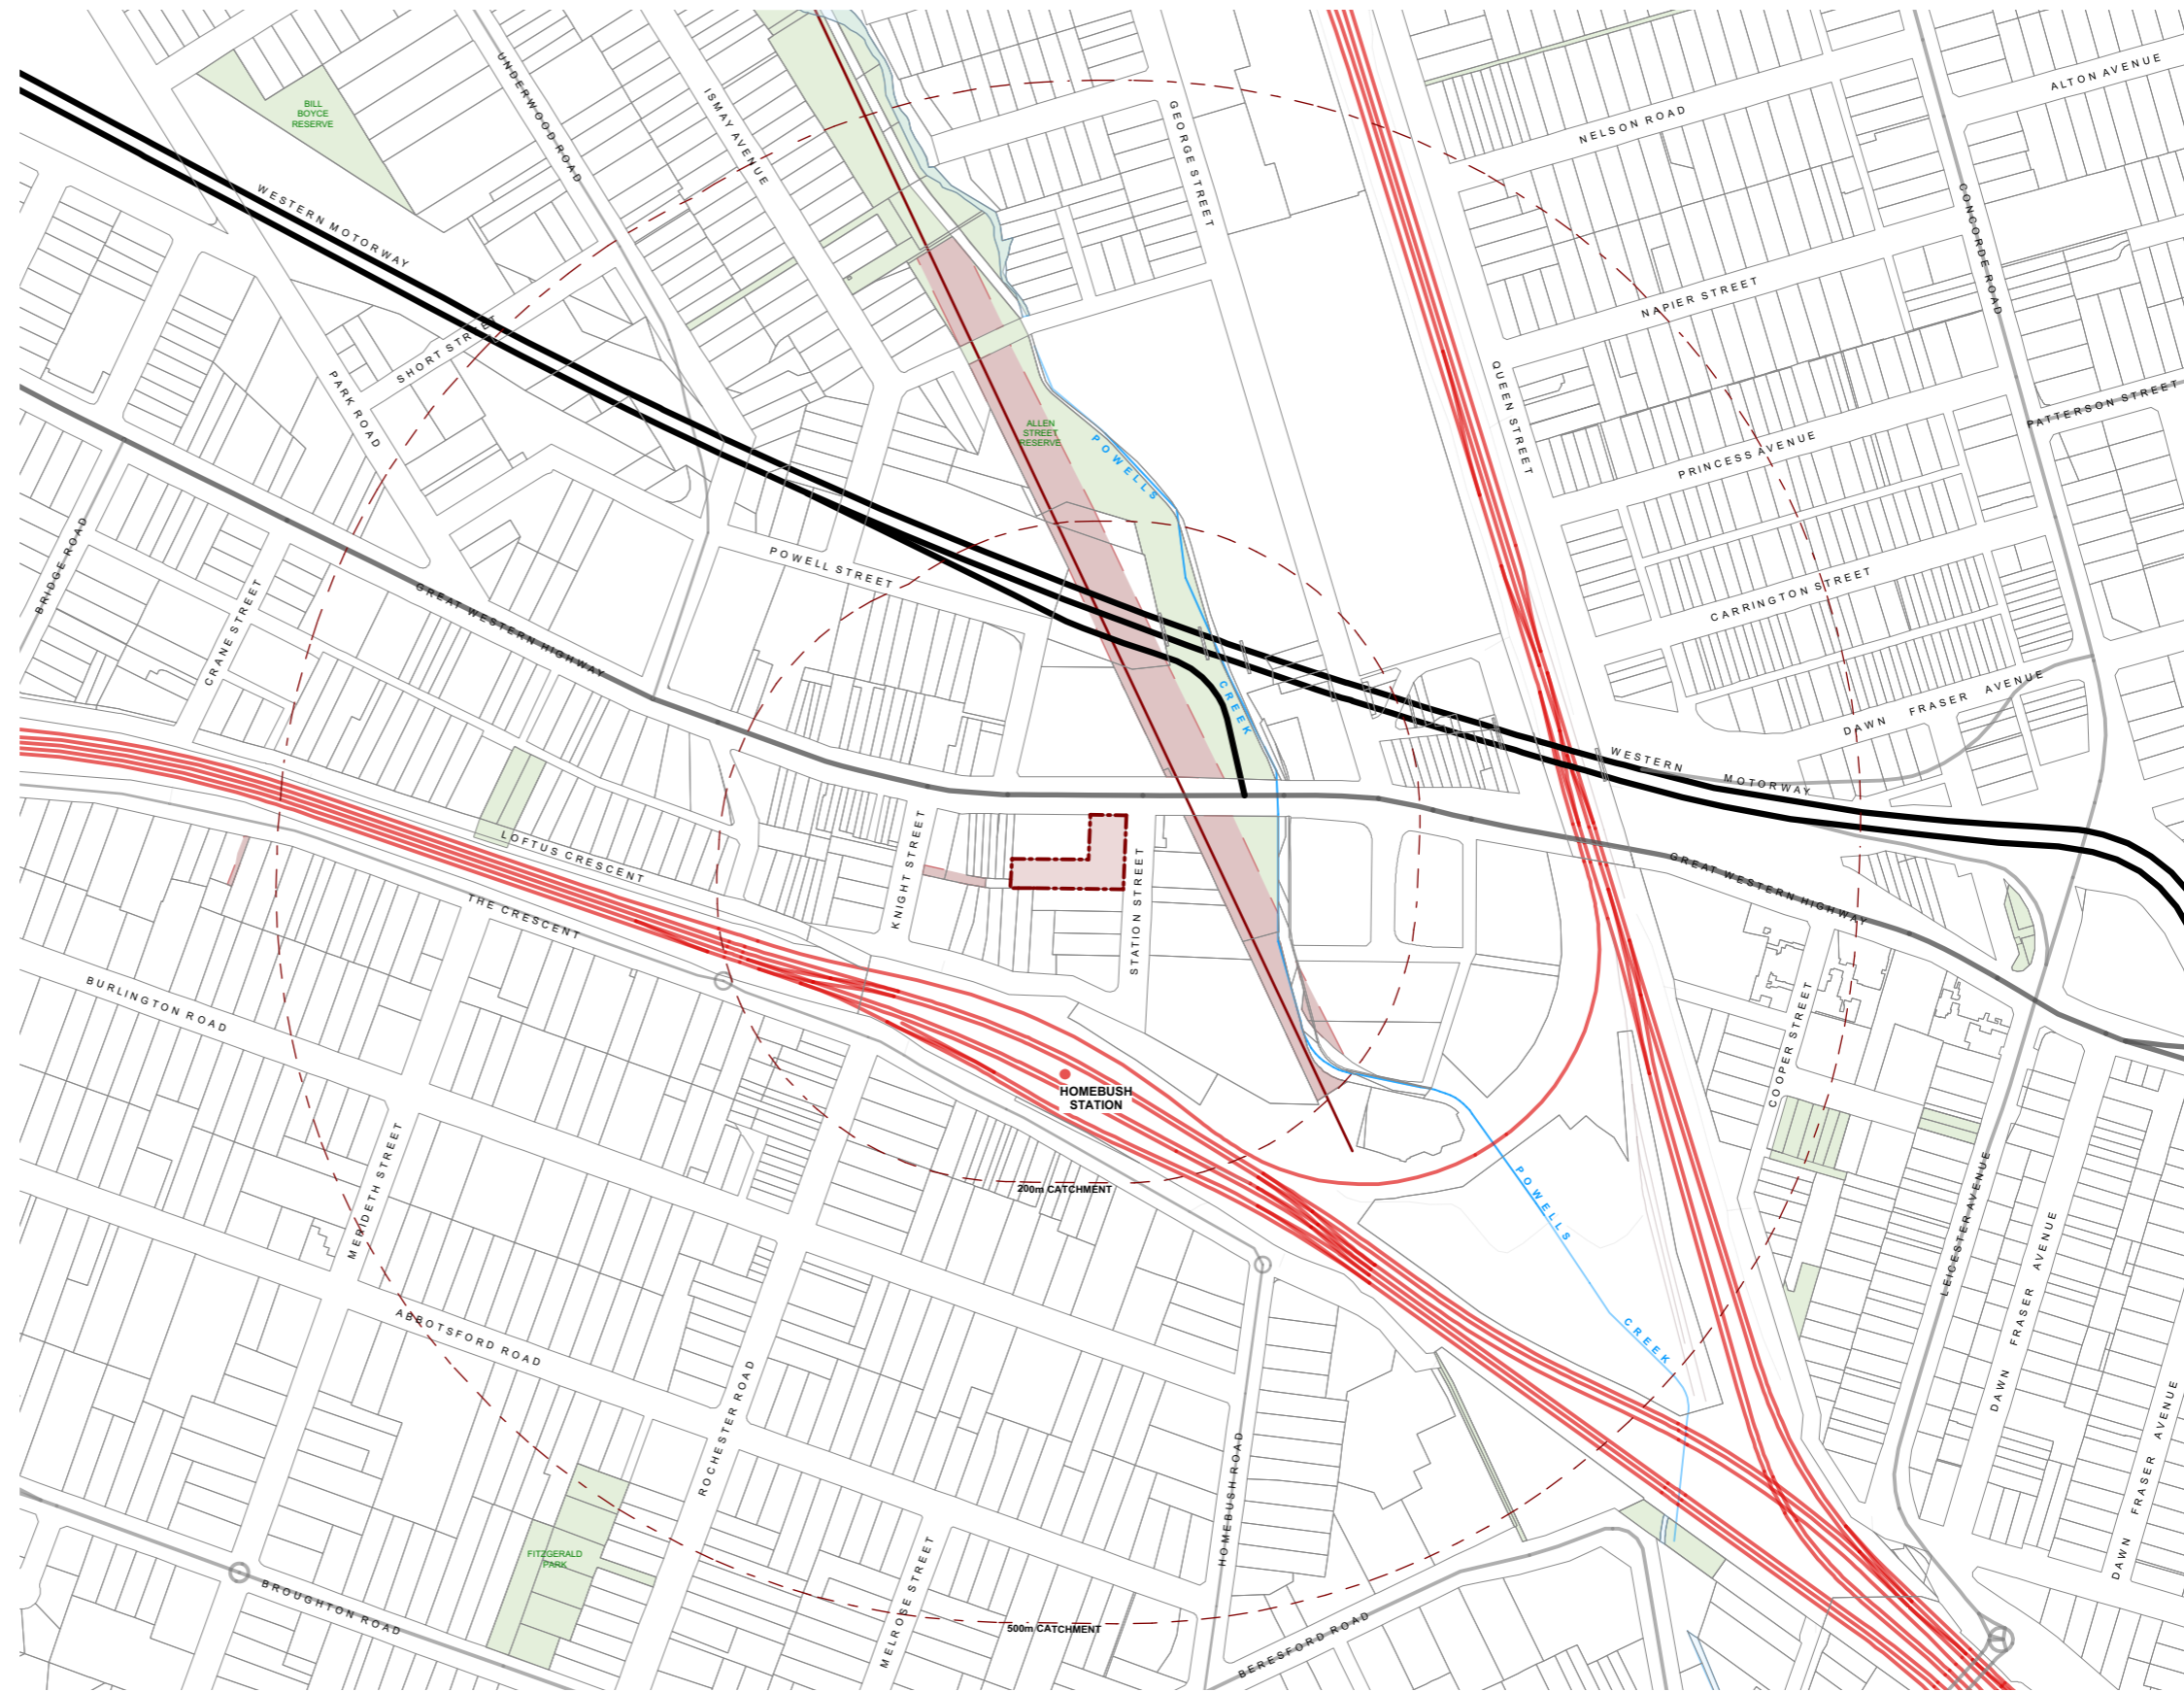 ALTON AVENUE
BILL
BOYCE
RESERVE
UNDERWOOD ROAD
ISMAY AVENUE
GEORGE STREET
NELSON ROAD
WESTERN MOTORWAY
CONCORDE ROAD
NAPIER STREET
SHORT STREET
PARK ROAD
QUEEN STREET
PATTERSON STREET
ALLEN
STREET
RESERVE
POWELLS
PRINCESS AVENUE
BRIDGE ROAD
POWELL STREET
CRANE STREET
GREAT WESTERN HIGHWAY
CARRINGTON STREET
CREEK
DAWN FRASER AVENUE
WESTERN
MOTORWAY
LOFTUS CRESCENT
KNIGHT STREET
STATION STREET
GREAT WESTERN HIGHWAY
THE CRESCENT
BURLINGTON ROAD
COOPER STREET
HOMEBUSH
STATION
MERIDETH STREET
200m CATCHMENT
POWELLS
LEICESTER AVENUE
DAWN FRASER AVENUE
ABBOTSFORD ROAD
CREEK
ROCHESTER ROAD
HOMEBUSH ROAD
DAWN FRASER AVENUE
FITZGERALD
PARK
BROUGHTON ROAD
MELROSE STREET
500m CATCHMENT
BERESFORD ROAD